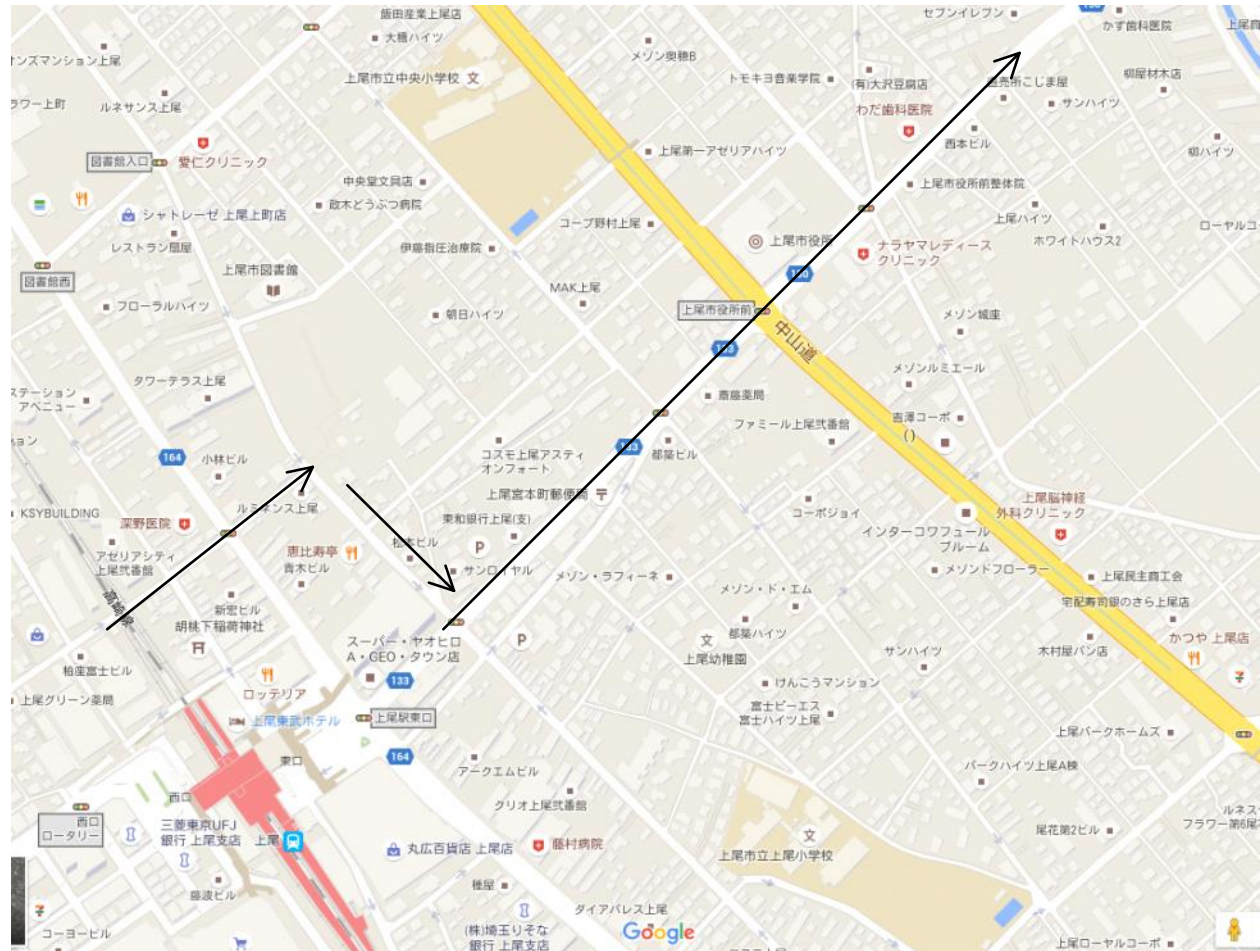 飯田産業上尾店
大種ハイツ
セブンイレブン
かず歯科医院
メゾン奥穂B
上尾市立中央小学校
トモキヨ音楽学院
(有)大沢豆腐店
直売所こじま屋
柳屋材木店
ルネサンス上尾
わだ歯科医院
サンハイツ
西本ビル
柳ハイツ
図書館入口
愛仁クリニック
上尾第一アゼリアハイツ
中央堂文具店
政木どうぶつ病院
上尾市役所前整体院
シャトレーゼ 上尾上町店
コープ野村上尾
上尾ハイツ
ホワイトハウス2
レストラン扇屋
伊藤指圧治療院
上尾市役所
ナラヤマレディース
クリニック
上尾市図書館
図書館西
MAK上尾
フローラルハイツ
朝日ハイツ
上尾市役所前
メゾン城座
中山道
タワーテラス上尾
メゾンルミエール
ステーション
アベニュー
斎藤薬局
ファミール上尾弐番館
吉澤コーポ
()
164
小林ビル
コスモ上尾アスティ
オンフォート
133
都築ビル
上尾宮本町郵便局
KSYBUILDING
深野医院
ルミネンス上尾
東和銀行上尾(支)
コーポジョイ
上尾脳神経
外科クリニック
インターコワフュール
ブルーム
アゼリアシティ
上尾弐番館
恵比寿亭
青木ビル
松本ビル
P
サンロイヤル
メゾン・ラフィーネ
メゾンドフローラー
上尾民主商工会
高崎線
メゾン・ド・エム
宅配寿司銀のさら上尾店
新宏ビル
胡桃下稲荷神社
都築ハイツ
スーパー・ヤオヒロ
A・GEO・タウン店
P
上尾幼稚園
サンハイツ
木村屋パン店
かつや 上尾店
柏座富士ビル
133
けんこうマンション
ロッテリア
上尾グリーン薬局
上尾東武ホテル
上尾駅東口
富士ビーエス
富士ハイツ上尾
上尾パークホームズ
東口
164
アークエムビル
パークハイツ上尾A棟
西口
グリオ上尾弐番館
西口
ロータリー
三菱東京UFJ
銀行 上尾支店
上尾
丸広百貨店 上尾店
藤村病院
上尾市立上尾小学校
尾花第2ビル
藤波ビル
種屋
ダイアパレス上尾
コーヨービル
(株)埼玉りそな
銀行 上尾支店
Google
上尾ローヤルコーポ